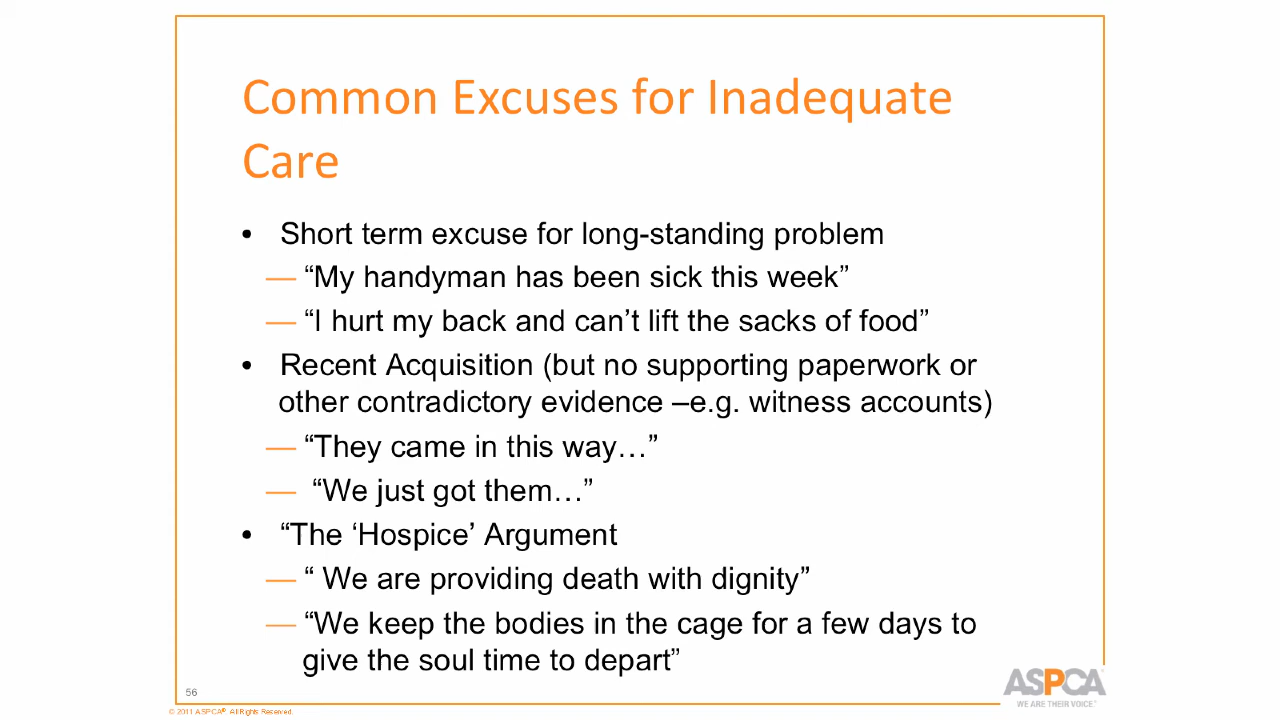 Common Excuses for Inadequate
Care
• Short term excuse for long-standing problem
— “My handyman has been sick this week”
— “I hurt my back and can’t lift the sacks of food”
• Recent Acquisition (but no supporting paperwork or
other contradictory evidence –e.g. witness accounts)
— “They came in this way…”
— “We just got them…”
• “The ‘Hospice’ Argument
— “ We are providing death with dignity”
— “We keep the bodies in the cage for a few days to
give the soul time to depart”
56
ASPCA
WE ARE THEIR VOICE.
© 2011 ASPCA®. All Rights Reserved.